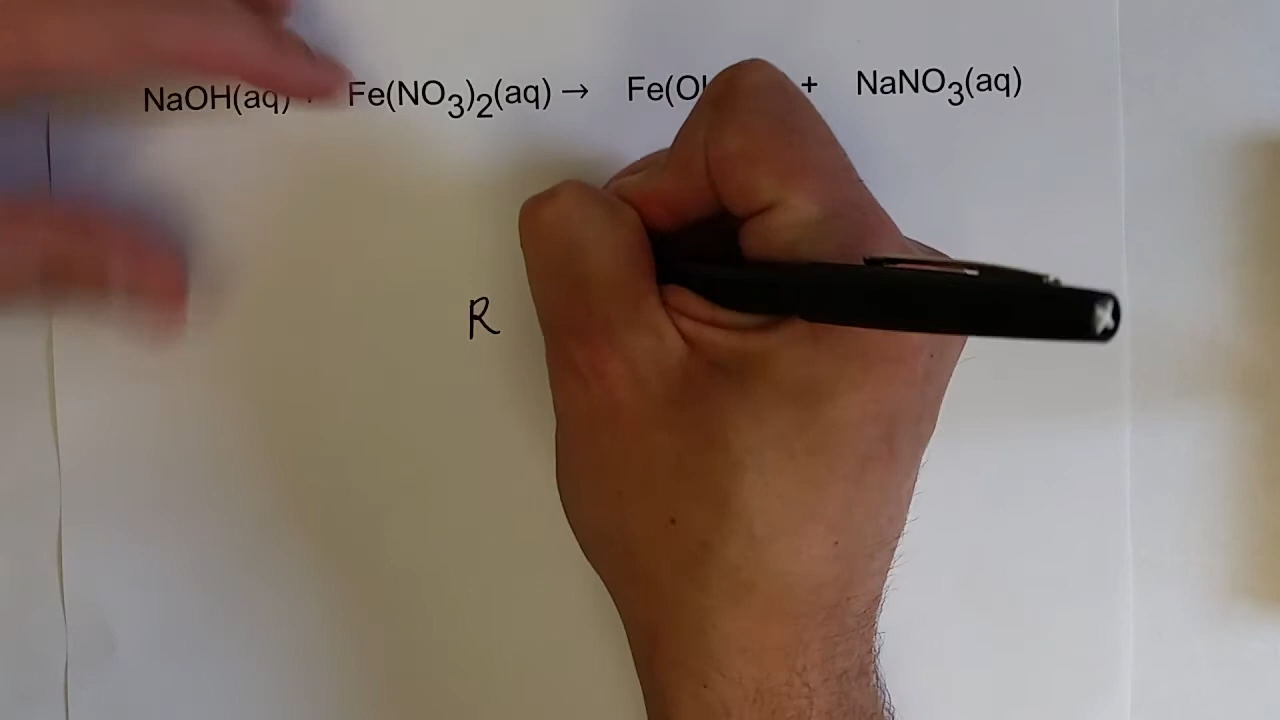 NaOH(aq) + Fe(NO₃)₂(aq) → Fe(O + NaNO₃(aq)
R